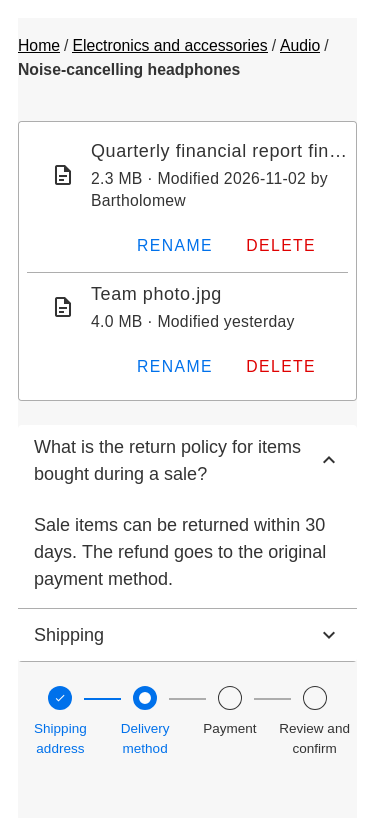 Home / Electronics and accessories / Audio /
Noise-cancelling headphones
Quarterly financial report fin…
2.3 MB · Modified 2026-11-02 by
Bartholomew
RENAME DELETE
Team photo.jpg
4.0 MB · Modified yesterday
RENAME DELETE
What is the return policy for items
bought during a sale?
Sale items can be returned within 30
days. The refund goes to the original
payment method.
Shipping
Shipping address
Delivery method
Payment
Review and confirm